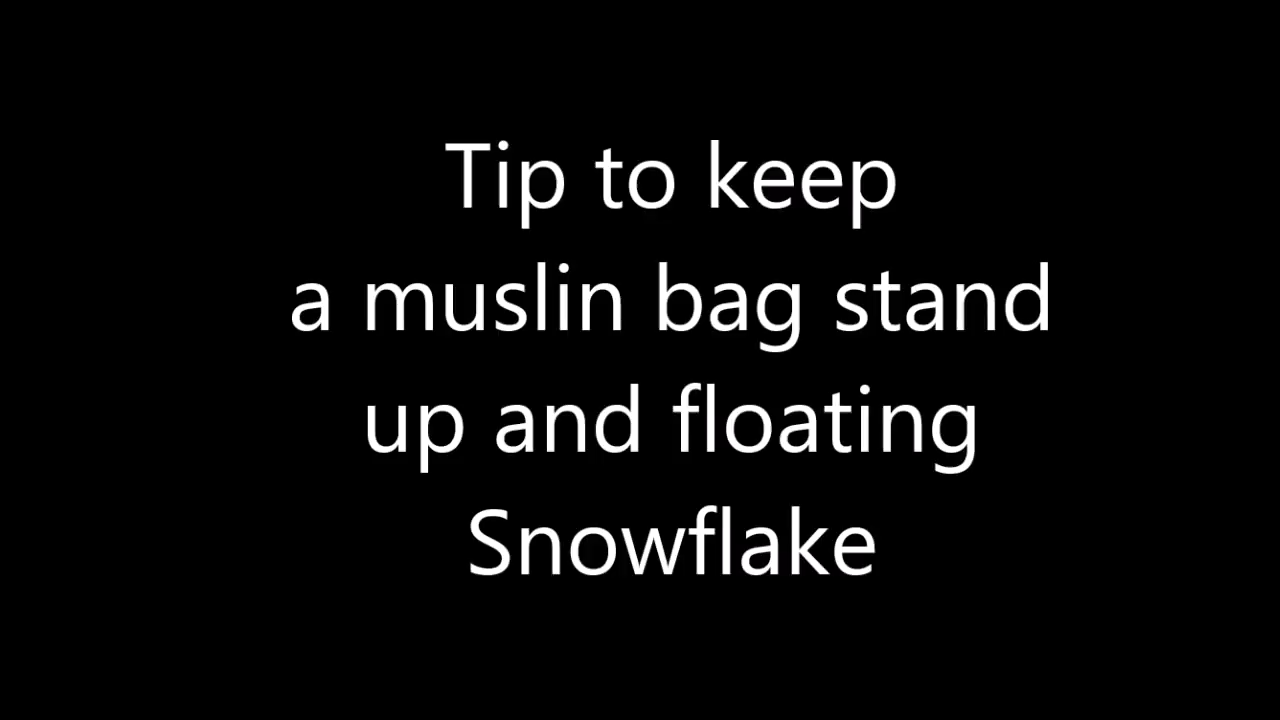 Tip to keep
a muslin bag stand
up and floating
Snowflake